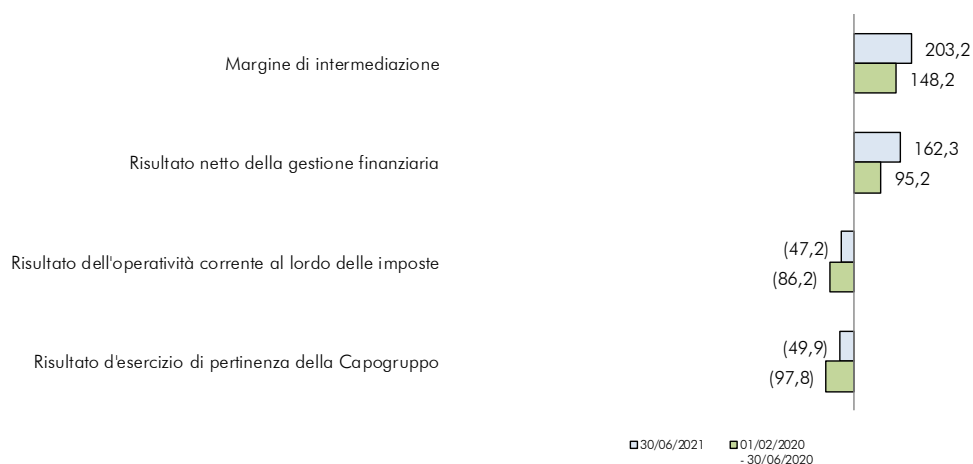 Margine di intermediazione
203,2
148,2
Risultato netto della gestione finanziaria
162,3
95,2
Risultato dell'operatività corrente al lordo delle imposte
(47,2)
(86,2)
Risultato d'esercizio di pertinenza della Capogruppo
(49,9)
(97,8)
30/06/2021
01/02/2020
- 30/06/2020